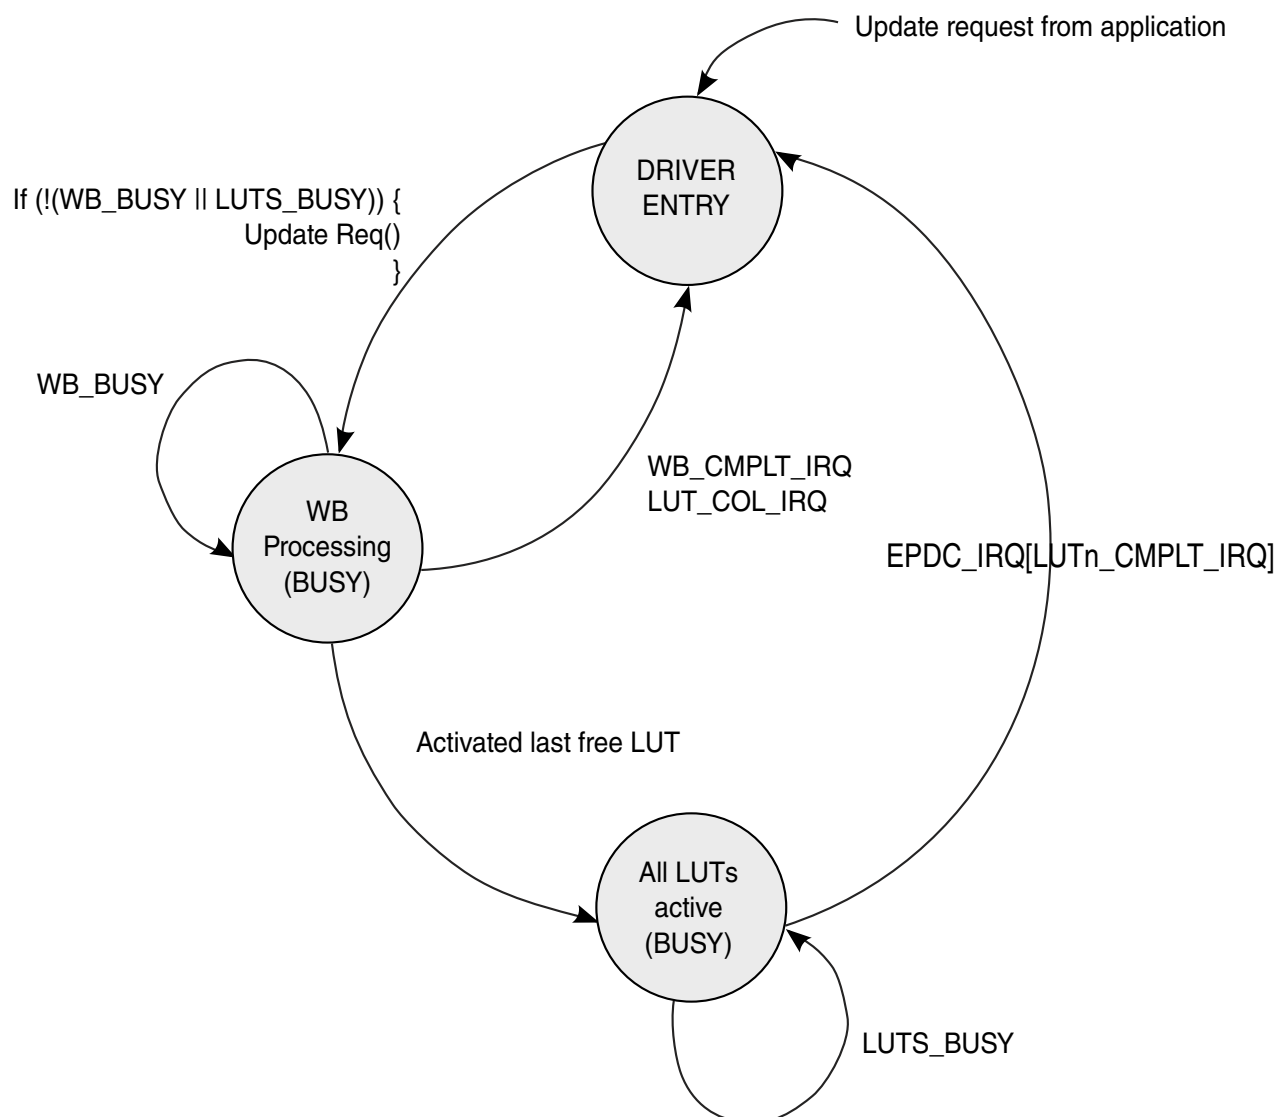 Update request from application
DRIVER
ENTRY
If (!(WB_BUSY || LUTS_BUSY)) {
Update Req()
}
WB_BUSY
WB_CMPLT_IRQ
LUT_COL_IRQ
WB
Processing
(BUSY)
EPDC_IRQ[LUTn_CMPLT_IRQ]
Activated last free LUT
All LUTs
active
(BUSY)
LUTS_BUSY